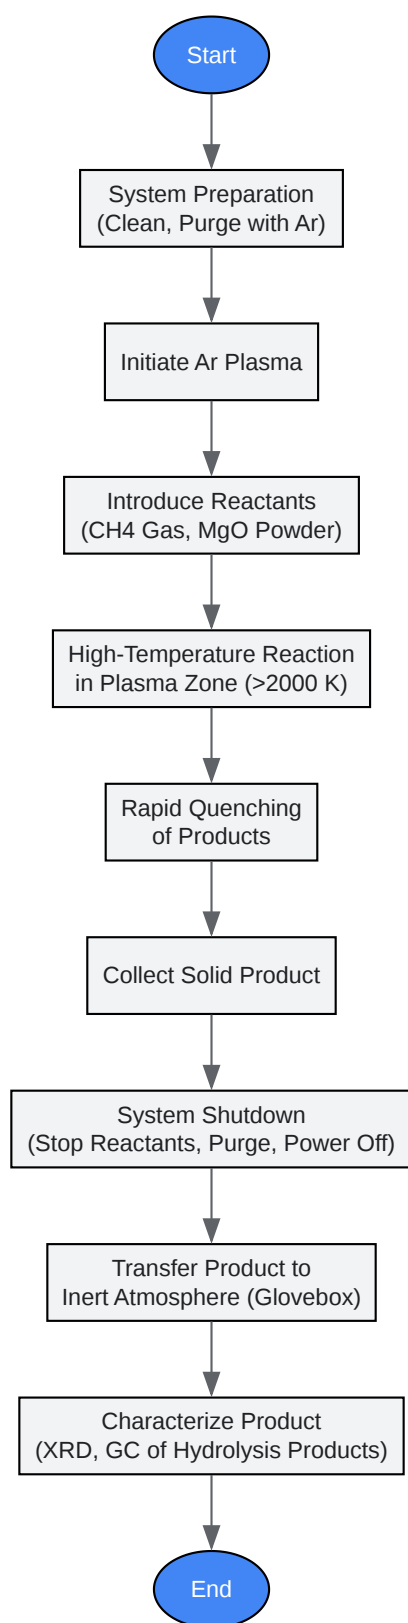 Start
System Preparation
(Clean, Purge with Ar)
Initiate Ar Plasma
Introduce Reactants
(CH4 Gas, MgO Powder)
High-Temperature Reaction
in Plasma Zone (>2000 K)
Rapid Quenching
of Products
Collect Solid Product
System Shutdown
(Stop Reactants, Purge, Power Off)
Transfer Product to
Inert Atmosphere (Glovebox)
Characterize Product
(XRD, GC of Hydrolysis Products)
End